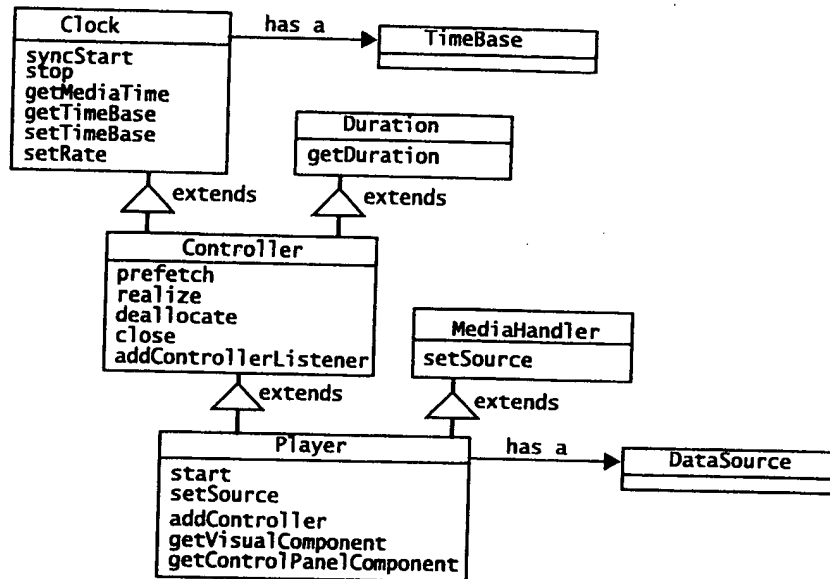 Clock
has a
TimeBase
syncStart
stop
getMediaTime
getTimeBase
setTimeBase
setRate
Duration
getDuration
extends
extends
Controller
prefetch
realize
deallocate
close
addControllerListener
MediaHandler
setSource
extends
extends
Player
has a
DataSource
start
setSource
addController
getVisualComponent
getControlPanelComponent